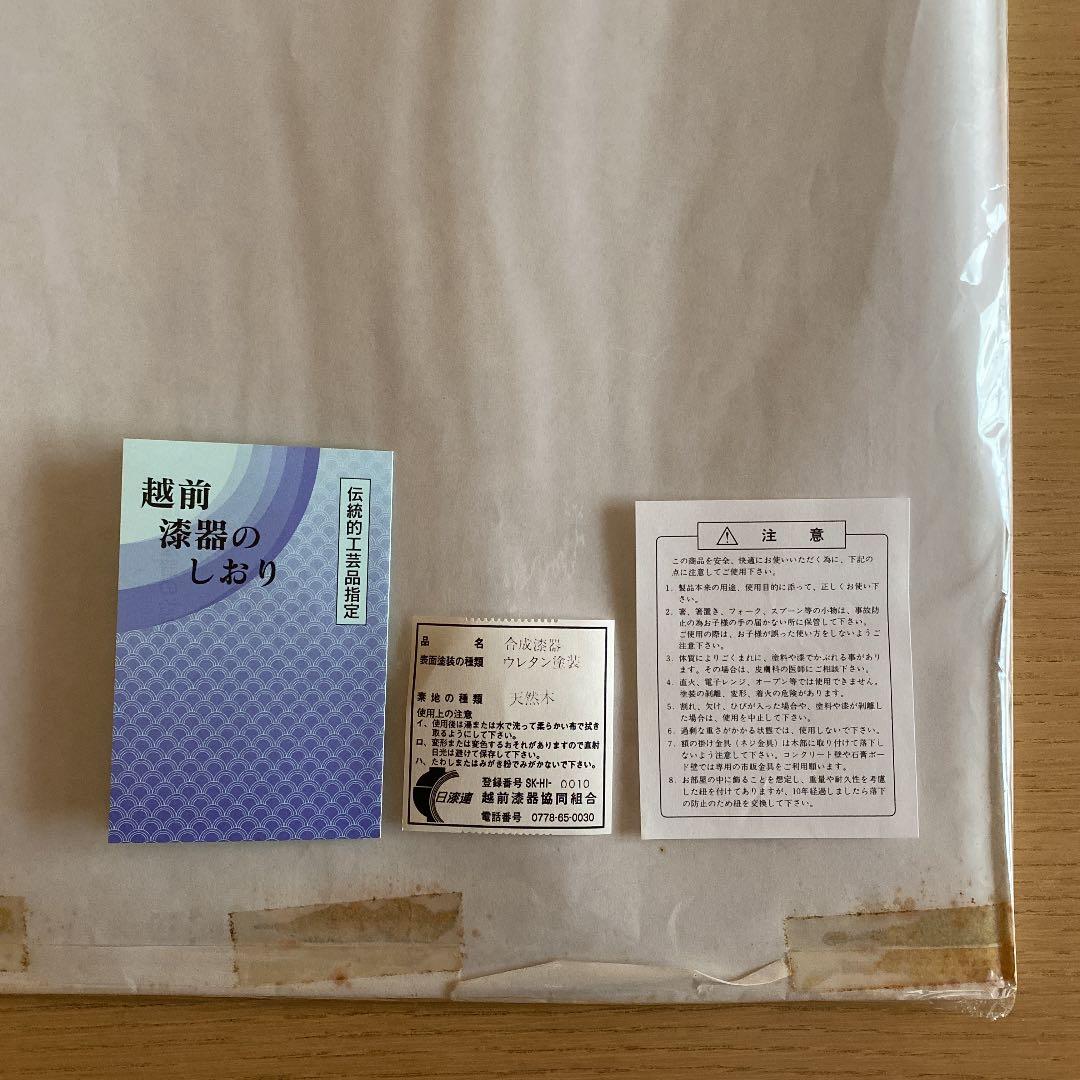 越前
漆器の
しおり
伝統的工芸品指定
品名 合成漆器
表面塗装の種類 ウレタン塗装
素地の種類 天然木
使用上の注意
イ、使用後は湯または水で洗って柔らかい布で拭き
取るようにして下さい。
ロ、変形または変色するおそれがありますので直射
日光は避けて保存して下さい。
ハ、たわしまたはみがき粉でみがかないで下さい。
登録番号 SK-HI- 0010
日漆連 越前漆器協同組合
電話番号 0778-65-0030
注意
この商品を安全、快適にお使いいただく為に、下記の
点に注意してご使用下さい。
1. 製品本来の用途、使用目的に添って、正しくお使い下
さい。
2. 箸、箸置き、フォーク、スプーン等の小物は、事故防
止の為お子様の手の届かない所に保管して下さい。
ご使用の際は、お子様が誤った使い方をしないようご
注意下さい。
3. 体質によりごくまれに、塗料や漆でかぶれる事があり
ます。その場合は、皮膚科の医師にご相談下さい。
4. 直火、電子レンジ、オーブン等では使用できません。
塗装の剥離、変形、着火の危険があります。
5. 割れ、欠け、ひびが入った場合や、塗料や漆が剥離し
た場合は、使用を中止して下さい。
6. 過剰な重さがかかる状態では、使用しないで下さい。
7. 額の掛け金具（ネジ金具）は木部に取り付けて落下し
ないよう注意して下さい。コンクリート壁や石膏ボー
ド壁では専用の市販金具をご利用願います。
8. お部屋の中に飾ることを想定し、重量や耐久性を考慮
した紐を付けてありますが、10年経過しましたら落下
の防止のため紐を交換して下さい。